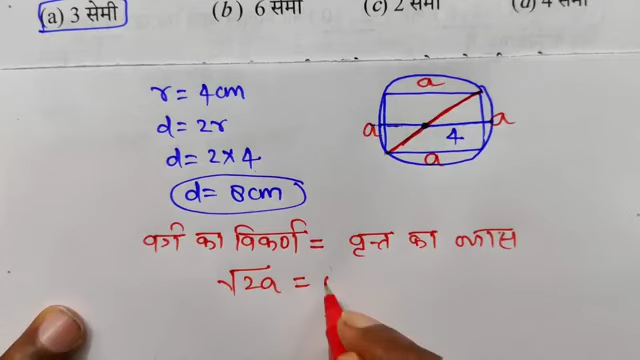 (a) 3 सेमी (b) 6 सेमी (c) 2 सेमी (d) 4 सेमी
r = 4cm
d = 2r
d = 2×4
d = 8cm
a
a a
4
a
वर्ग का विकर्ण = वृत्त का व्यास
√2a =